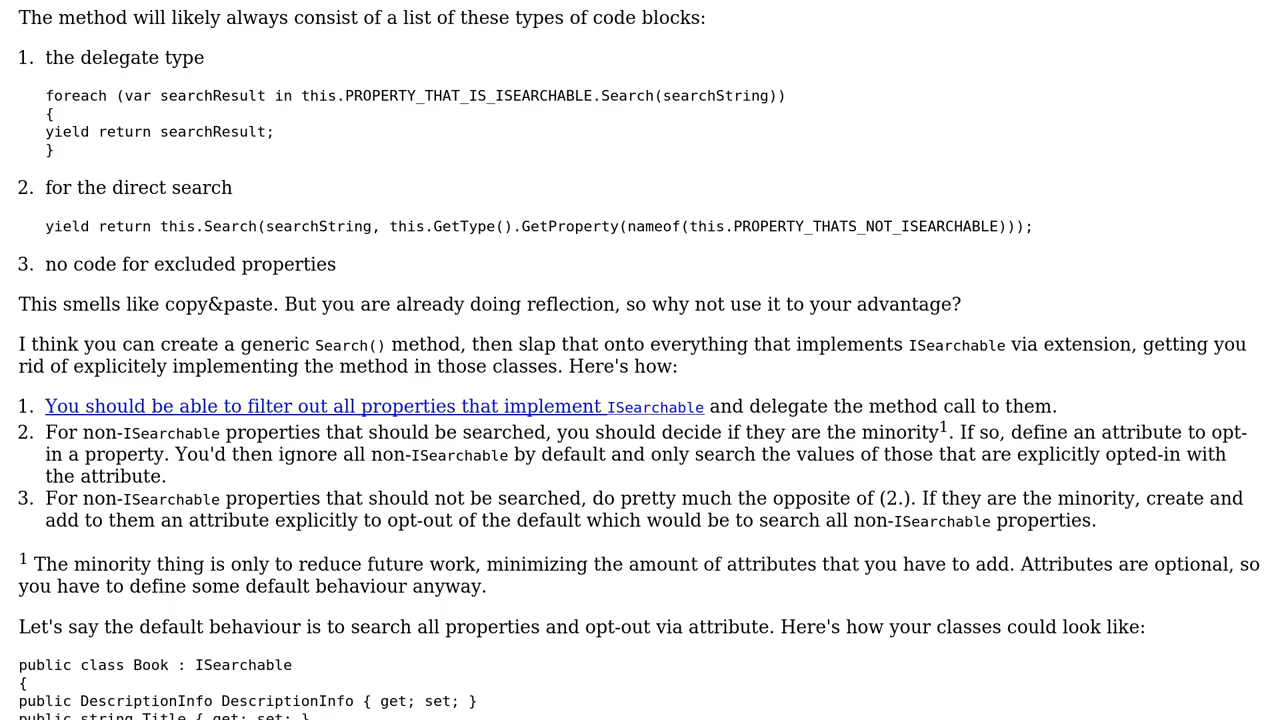 The method will likely always consist of a list of these types of code blocks:
1. the delegate type
foreach (var searchResult in this.PROPERTY_THAT_IS_ISEARCHABLE.Search(searchString))
{
yield return searchResult;
}
2. for the direct search
yield return this.Search(searchString, this.GetType().GetProperty(nameof(this.PROPERTY_THATS_NOT_ISEARCHABLE)));
3. no code for excluded properties
This smells like copy&paste. But you are already doing reflection, so why not use it to your advantage?
I think you can create a generic Search() method, then slap that onto everything that implements ISearchable via extension, getting you
rid of explicitely implementing the method in those classes. Here's how:
1. You should be able to filter out all properties that implement ISearchable and delegate the method call to them.
2. For non-ISearchable properties that should be searched, you should decide if they are the minority1. If so, define an attribute to opt-
in a property. You'd then ignore all non-ISearchable by default and only search the values of those that are explicitly opted-in with
the attribute.
3. For non-ISearchable properties that should not be searched, do pretty much the opposite of (2.). If they are the minority, create and
add to them an attribute explicitly to opt-out of the default which would be to search all non-ISearchable properties.
1 The minority thing is only to reduce future work, minimizing the amount of attributes that you have to add. Attributes are optional, so
you have to define some default behaviour anyway.
Let's say the default behaviour is to search all properties and opt-out via attribute. Here's how your classes could look like:
public class Book : ISearchable
{
public DescriptionInfo DescriptionInfo { get; set; }
public string Title { get; set; }